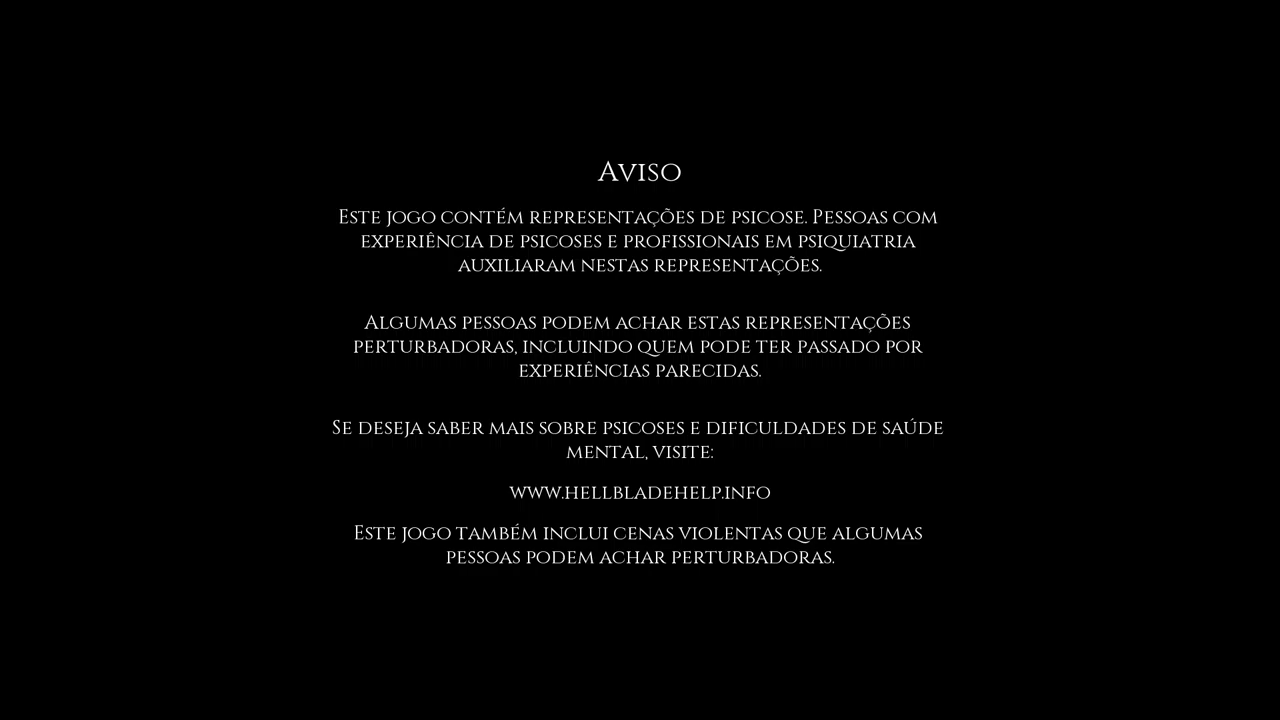 Aviso
Este jogo contém representações de psicose. Pessoas com
experiência de psicoses e profissionais em psiquiatria
auxiliaram nestas representações.
Algumas pessoas podem achar estas representações
perturbadoras, incluindo quem pode ter passado por
experiências parecidas.
Se deseja saber mais sobre psicoses e dificuldades de saúde
mental, visite:
www.hellbladehelp.info
Este jogo também inclui cenas violentas que algumas
pessoas podem achar perturbadoras.